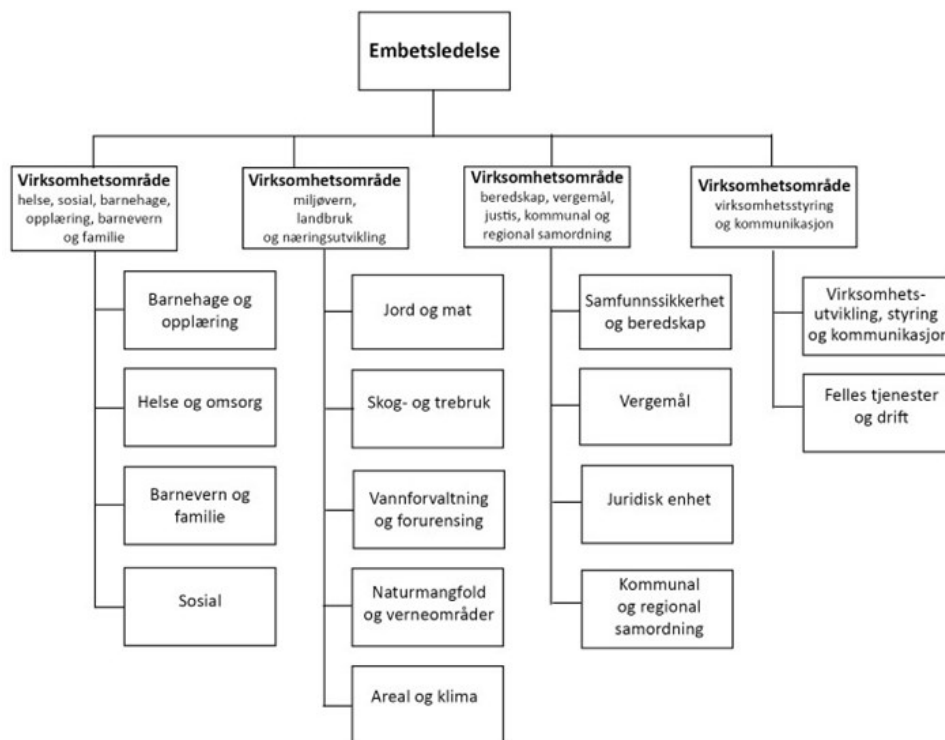 Embetsledelse
Virksomhetsområde
helse, sosial, barnehage,
opplæring, barnevern
og familie
Barnehage og
opplæring
Helse og omsorg
Barnevern og
familie
Sosial
Virksomhetsområde
miljøvern,
landbruk
og næringsutvikling
Jord og mat
Skog- og trebruk
Vannforvaltning
og forurensing
Naturmangfold
og verneområder
Areal og klima
Virksomhetsområde
beredskap, vergemål,
justis, kommunal og
regional samordning
Samfunnssikkerhet
og beredskap
Vergemål
Juridisk enhet
Kommunal
og regional
samordning
Virksomhetsområde
virksomhetsstyring
og kommunikasjon
Virksomhets-
utvikling, styring
og kommunikasjon
Felles tjenester
og drift